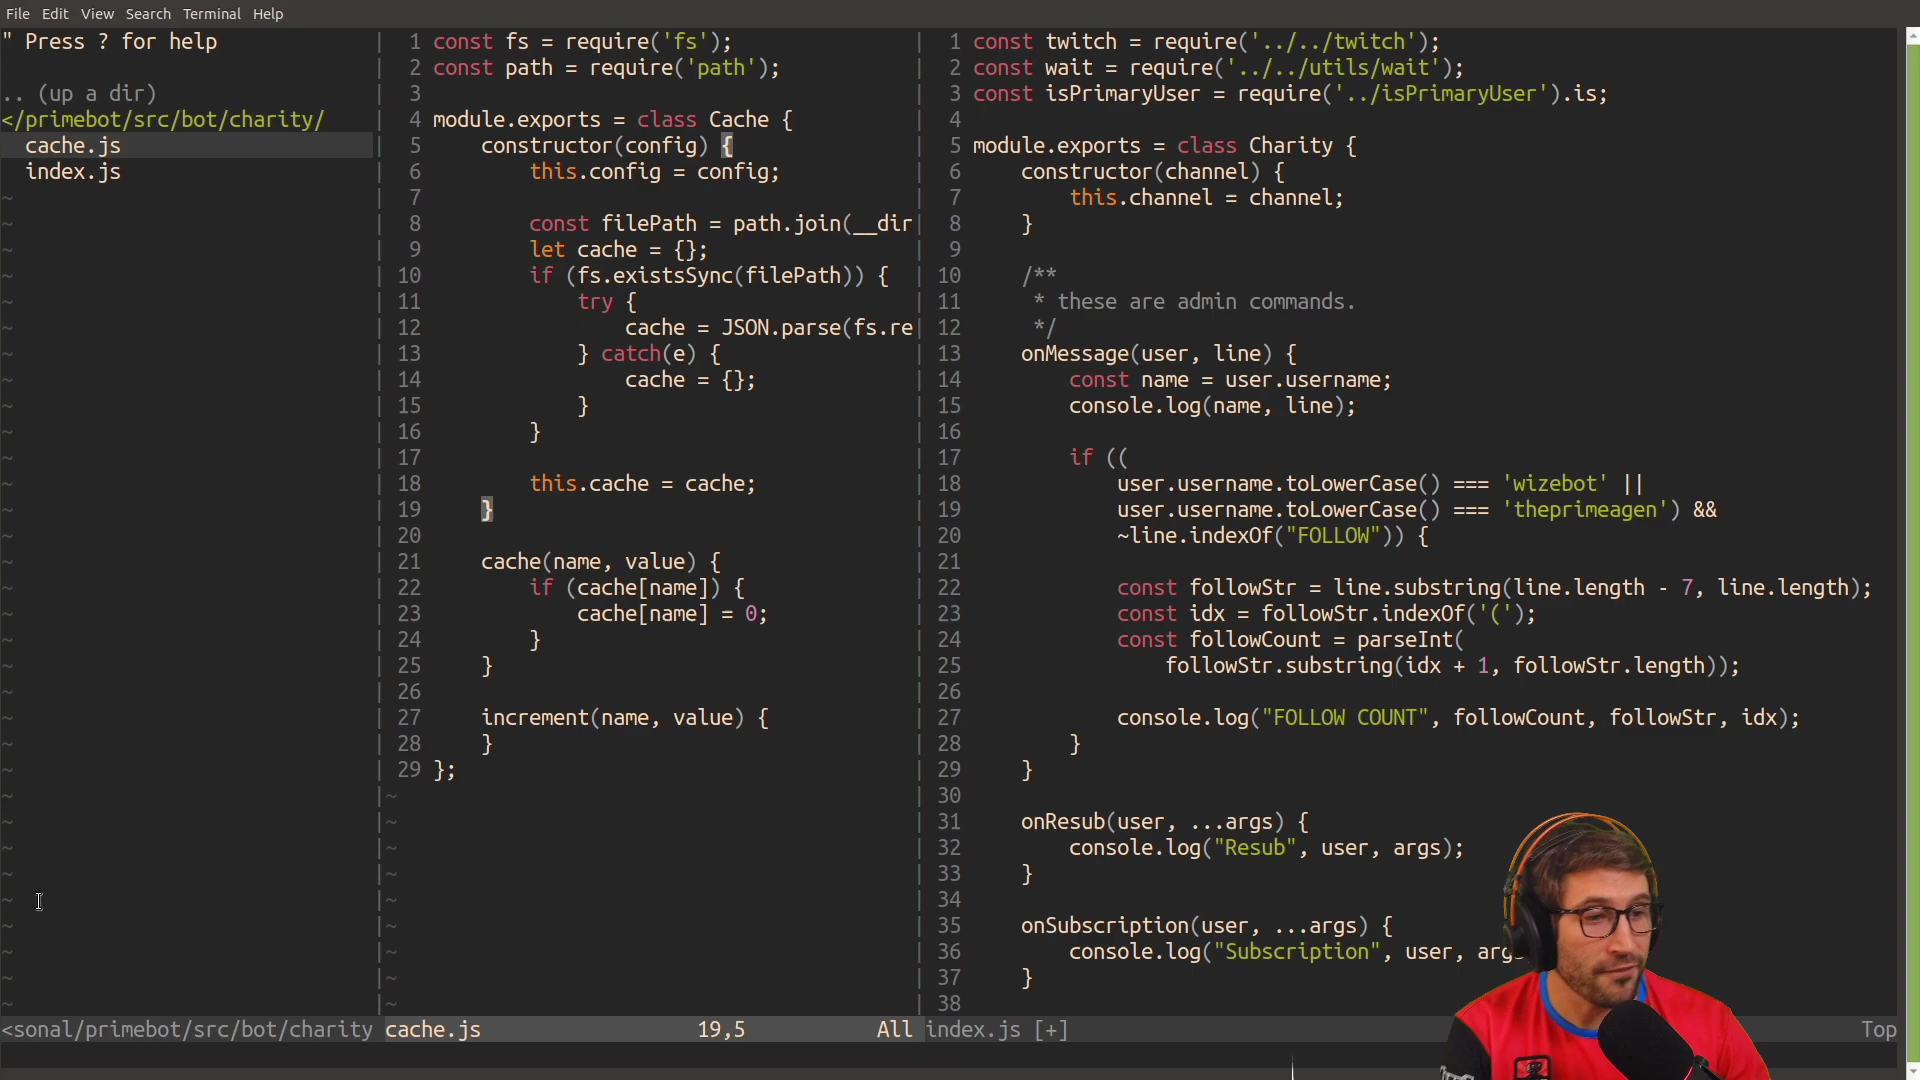 File Edit View Search Terminal Help
" Press ? for help
.. (up a dir)
</primebot/src/bot/charity/
cache.js
index.js
<sonal/primebot/src/bot/charity
1 const fs = require('fs');
2 const path = require('path');
3
4 module.exports = class Cache {
5 constructor(config) {
6 this.config = config;
7
8 const filePath = path.join(__dir
9 let cache = {};
10 if (fs.existsSync(filePath)) {
11 try {
12 cache = JSON.parse(fs.re
13 } catch(e) {
14 cache = {};
15 }
16 }
17
18 this.cache = cache;
19 }
20
21 cache(name, value) {
22 if (cache[name]) {
23 cache[name] = 0;
24 }
25 }
26
27 increment(name, value) {
28 }
29 };
cache.js 19,5 All
1 const twitch = require('../../twitch');
2 const wait = require('../../utils/wait');
3 const isPrimaryUser = require('../isPrimaryUser').is;
4
5 module.exports = class Charity {
6 constructor(channel) {
7 this.channel = channel;
8 }
9
10 /**
11 * these are admin commands.
12 */
13 onMessage(user, line) {
14 const name = user.username;
15 console.log(name, line);
16
17 if ((
18 user.username.toLowerCase() === 'wizebot' ||
19 user.username.toLowerCase() === 'theprimeagen') &&
20 ~line.indexOf("FOLLOW")) {
21
22 const followStr = line.substring(line.length - 7, line.length);
23 const idx = followStr.indexOf('(');
24 const followCount = parseInt(
25 followStr.substring(idx + 1, followStr.length));
26
27 console.log("FOLLOW COUNT", followCount, followStr, idx);
28 }
29 }
30
31 onResub(user, ...args) {
32 console.log("Resub", user, args);
33 }
34
35 onSubscription(user, ...args) {
36 console.log("Subscription", user, arg
37 }
38
index.js [+] Top